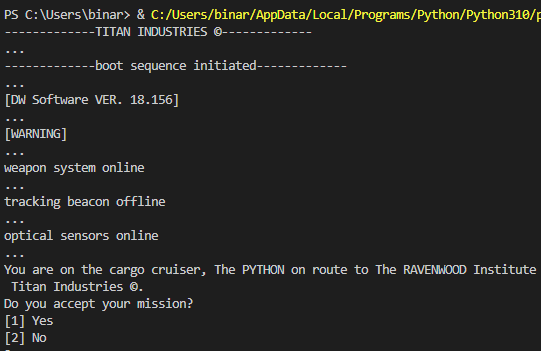 PS C:\Users\binar> & C:/Users/binar/AppData/Local/Programs/Python/Python310/p
-------------TITAN INDUSTRIES ©-------------
...
-------------boot sequence initiated-------------
...
[DW Software VER. 18.156]
...
[WARNING]
...
weapon system online
...
tracking beacon offline
...
optical sensors online
...
You are on the cargo cruiser, The PYTHON on route to The RAVENWOOD Institute
Titan Industries ©.
Do you accept your mission?
[1] Yes
[2] No